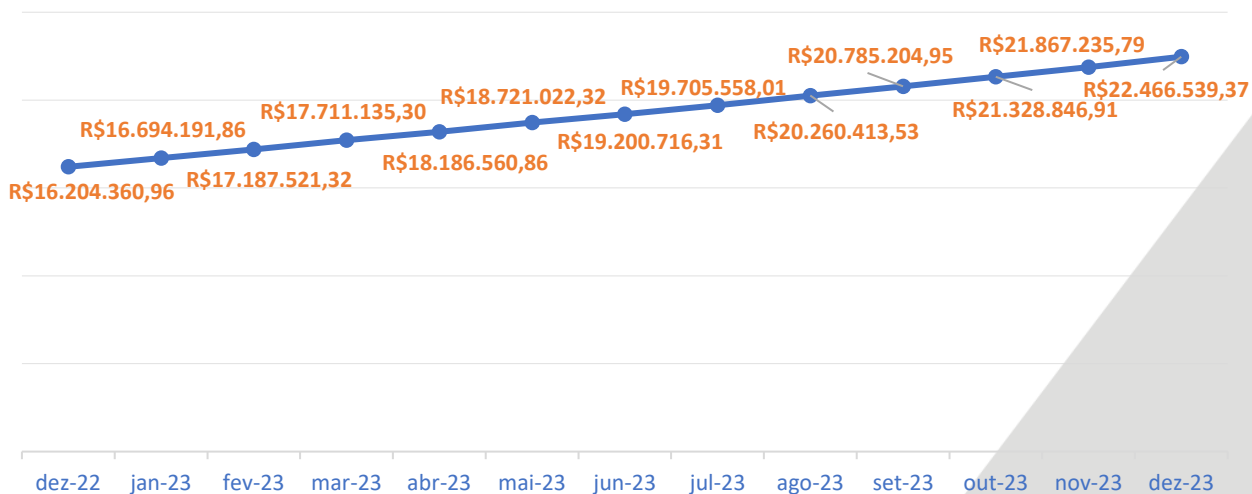 R$21.867.235,79
R$20.785.204,95
R$19.705.558,01
R$22.466.539,37
R$18.721.022,32
R$17.711.135,30
R$21.328.846,91
R$16.694.191,86
R$20.260.413,53
R$19.200.716,31
R$18.186.560,86
R$17.187.521,32
R$16.204.360,96
dez-22 jan-23 fev-23 mar-23 abr-23 mai-23 jun-23 jul-23 ago-23 set-23 out-23 nov-23 dez-23